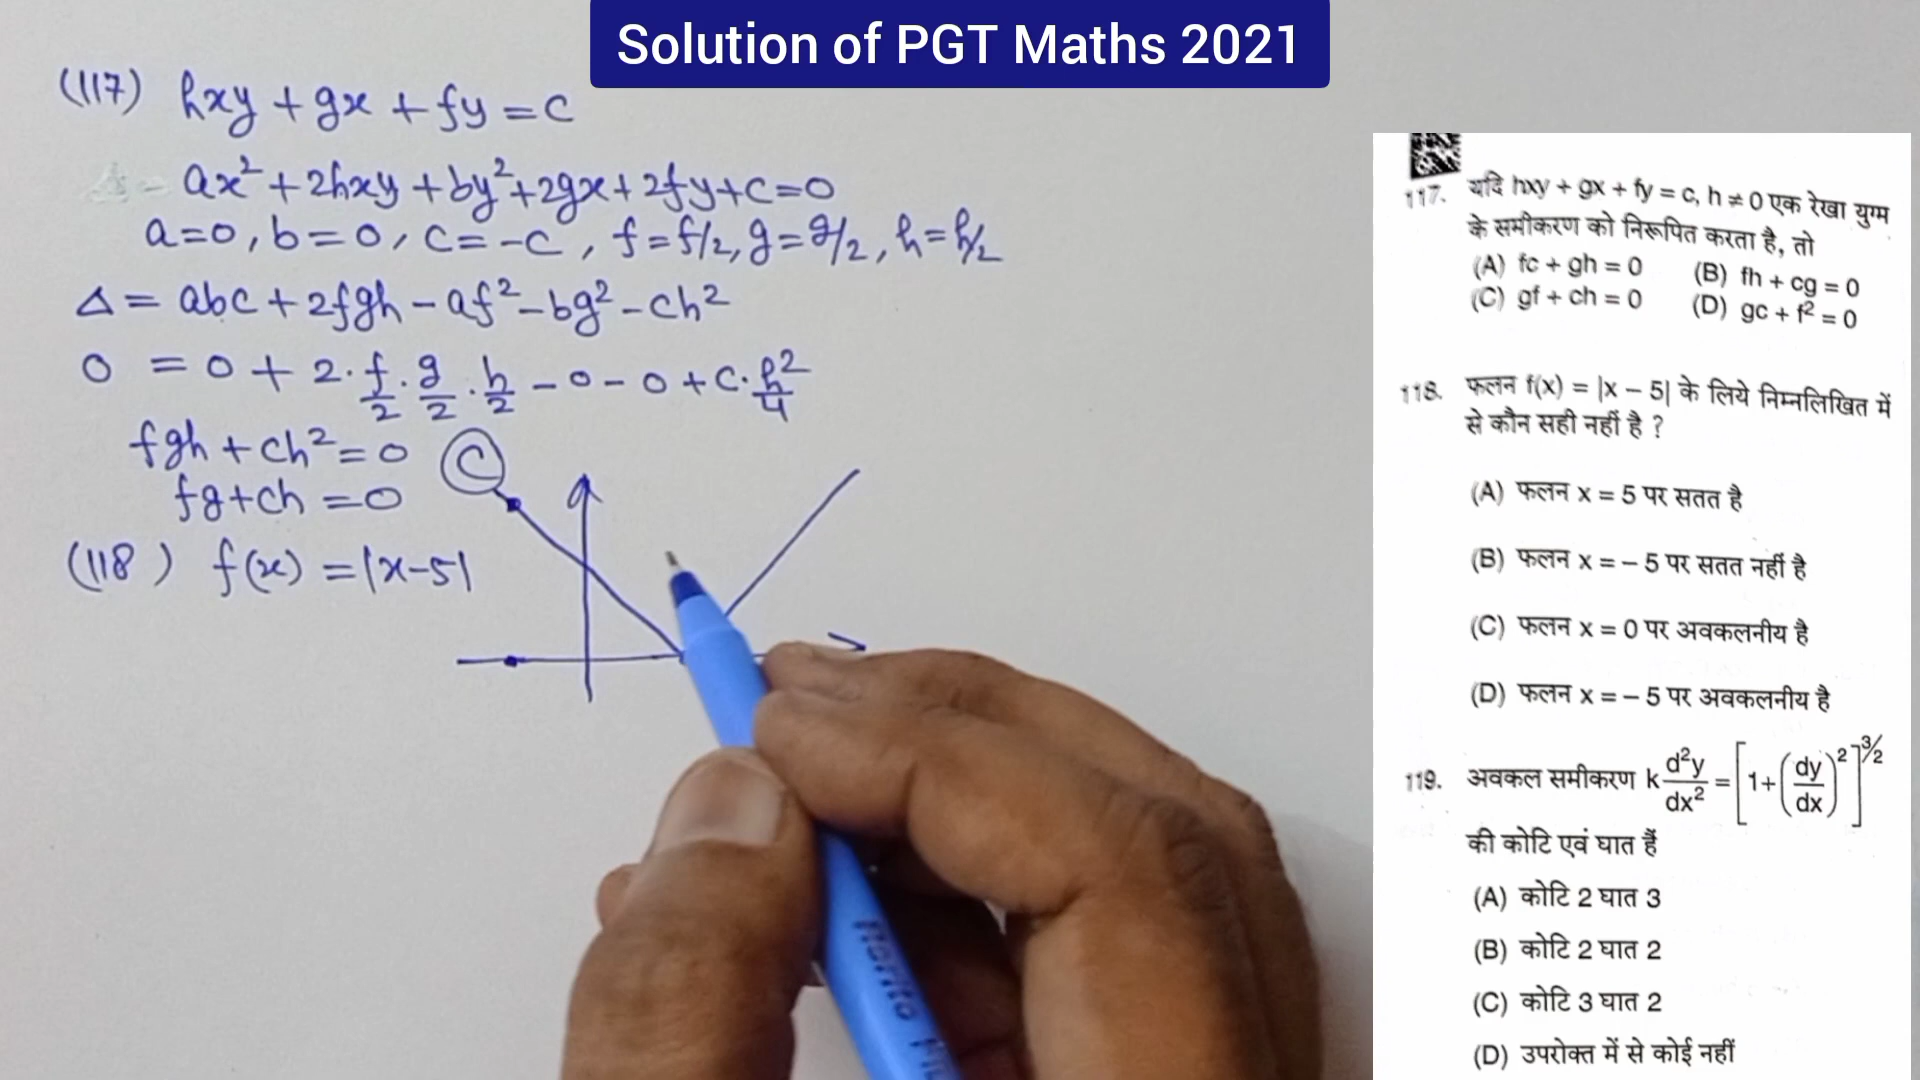 Solution of PGT Maths 2021
(117) hxy + gx + fy = c
ax² + 2hxy + by² + 2gx + 2fy + c = 0
a = 0, b = 0, c = -c, f = f/2, g = g/2, h = h/2
Δ = abc + 2fgh - af² - bg² - ch²
0 = 0 + 2·f/2·g/2·h/2 - 0 - 0 + c·h²/4
fgh + ch² = 0 (C)
fg + ch = 0
(118) f(x) = |x-5|
117. यदि hxy + gx + fy = c, h ≠ 0 एक रेखा युग्म
के समीकरण को निरूपित करता है, तो
(A) fc + gh = 0 (B) fh + cg = 0
(C) gf + ch = 0 (D) gc + f² = 0
118. फलन f(x) = |x – 5| के लिये निम्नलिखित में
से कौन सही नहीं है ?
(A) फलन x = 5 पर सतत है
(B) फलन x = – 5 पर सतत नहीं है
(C) फलन x = 0 पर अवकलनीय है
(D) फलन x = – 5 पर अवकलनीय है
119. अवकल समीकरण k d²y/dx² = [1+(dy/dx)²]^3/2
की कोटि एवं घात हैं
(A) कोटि 2 घात 3
(B) कोटि 2 घात 2
(C) कोटि 3 घात 2
(D) उपरोक्त में से कोई नहीं